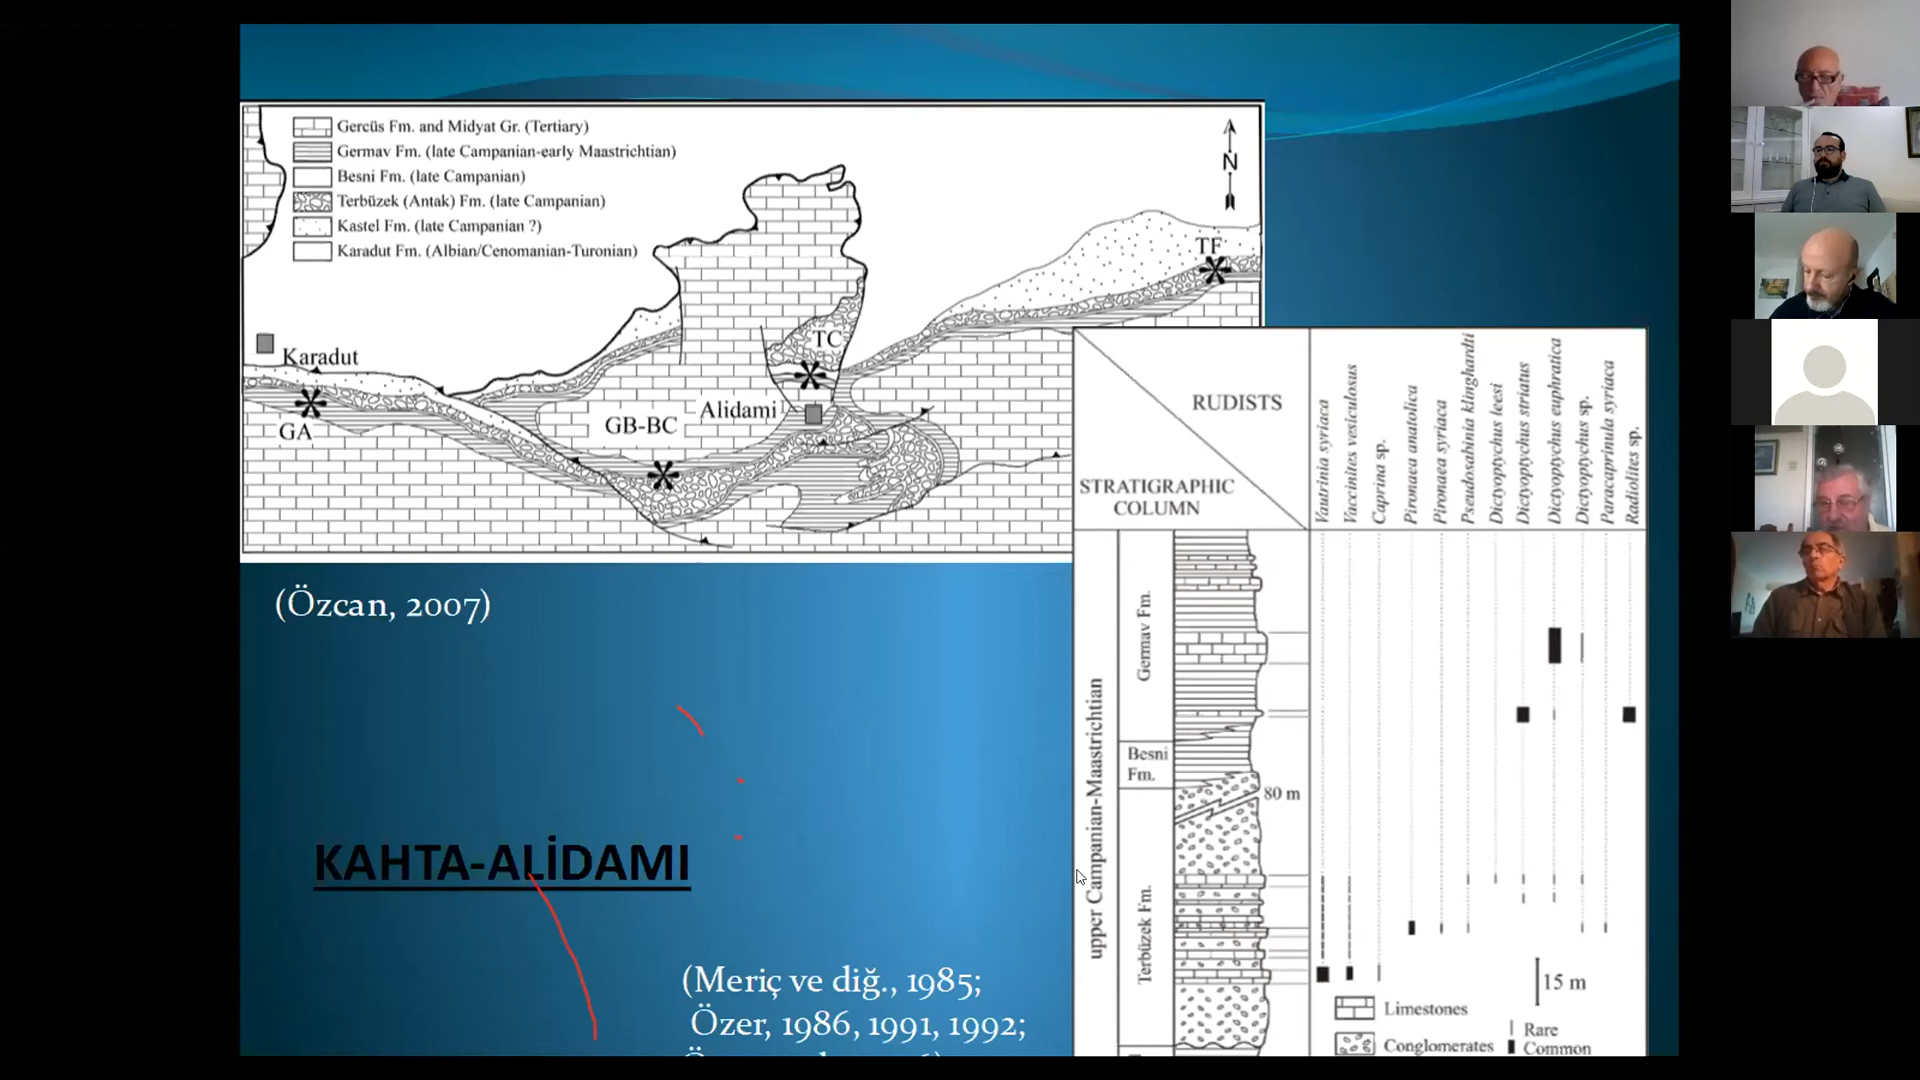 Gercüs Fm. and Midyat Gr. (Tertiary)
Germav Fm. (late Campanian-early Maastrichtian)
Besni Fm. (late Campanian)
Terbüzek (Antak) Fm. (late Campanian)
Kastel Fm. (late Campanian ?)
Karadut Fm. (Albian/Cenomanian-Turonian)
N
TF
TC
Karadut
GA
GB-BC
Alidami
(Özcan, 2007)
KAHTA-ALİDAMI
(Meriç ve diğ., 1985;
Özer, 1986, 1991, 1992;
RUDISTS
STRATIGRAPHIC
COLUMN
Vautrinia syriaca
Vaccinites vesiculosus
Caprina sp.
Pironaea anatolica
Pironaea syriaca
Pseudosabinia klinghardti
Dictyoptychus leesi
Dictyoptychus striatus
Dictyoptychus euphratica
Dictyoptychus sp.
Paracaprinula syriaca
Radiolites sp.
upper Campanian-Maastrichtian
Germav Fm.
Besni
Fm.
Terbüzek Fm.
80 m
15 m
Limestones
Conglomerates
Rare
Common